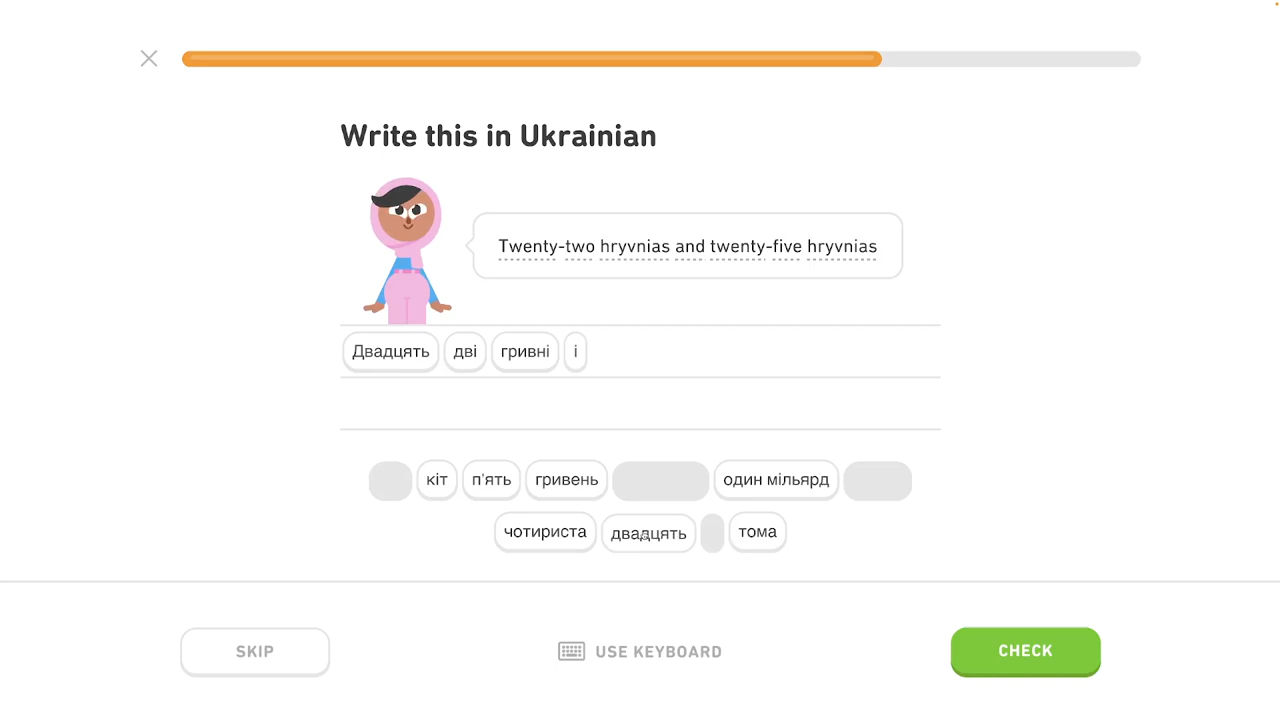 Write this in Ukrainian
Twenty-two hryvnias and twenty-five hryvnias
Двадцять дві гривні і
кіт п'ять гривень один мільярд
чотириста двадцять тома
SKIP USE KEYBOARD CHECK